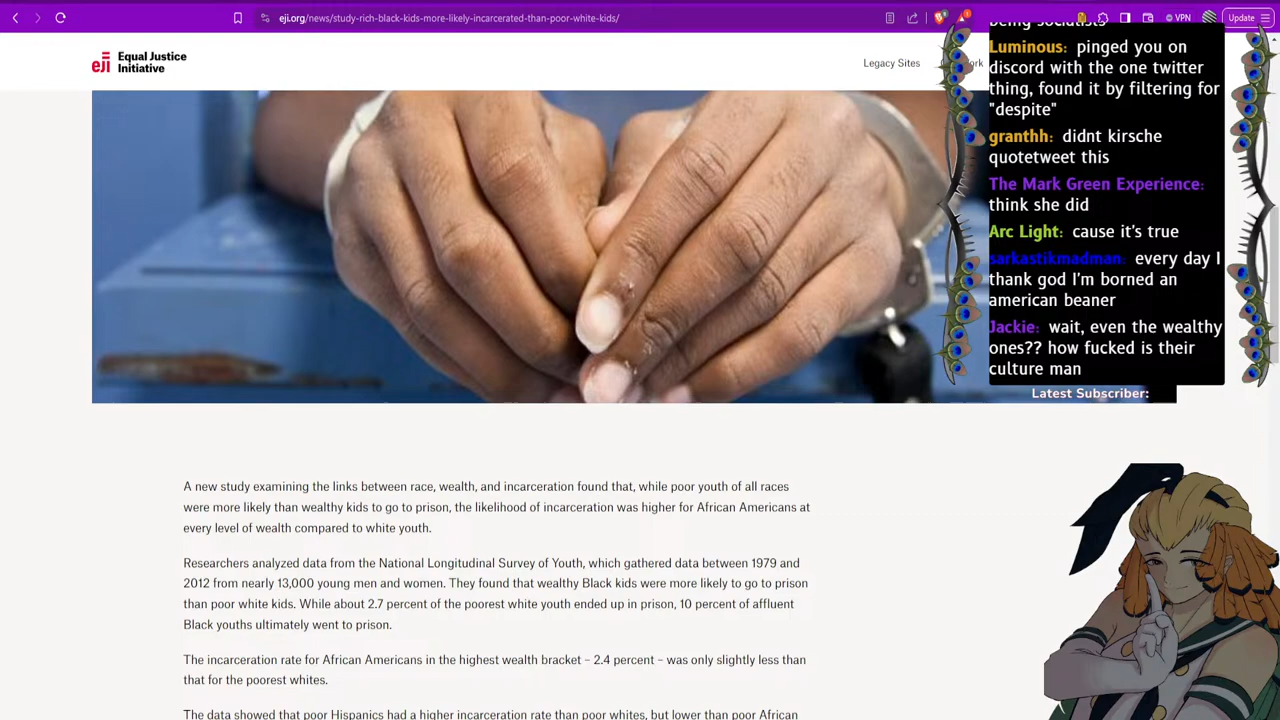 eji.org/news/study-rich-black-kids-more-likely-incarcerated-than-poor-white-kids/
VPN
Update
eji
Equal Justice
Initiative
Legacy Sites
being socialists
Luminous: pinged you on
discord with the one twitter
thing, found it by filtering for
"despite"
granthh: didnt kirsche
quotetweet this
The Mark Green Experience:
think she did
Arc Light: cause it's true
sarkastikmadman: every day I
thank god I'm borned an
american beaner
Jackie: wait, even the wealthy
ones?? how fucked is their
culture man
Latest Subscriber:
A new study examining the links between race, wealth, and incarceration found that, while poor youth of all races
were more likely than wealthy kids to go to prison, the likelihood of incarceration was higher for African Americans at
every level of wealth compared to white youth.
Researchers analyzed data from the National Longitudinal Survey of Youth, which gathered data between 1979 and
2012 from nearly 13,000 young men and women. They found that wealthy Black kids were more likely to go to prison
than poor white kids. While about 2.7 percent of the poorest white youth ended up in prison, 10 percent of affluent
Black youths ultimately went to prison.
The incarceration rate for African Americans in the highest wealth bracket – 2.4 percent – was only slightly less than
that for the poorest whites.
The data showed that poor Hispanics had a higher incarceration rate than poor whites, but lower than poor African